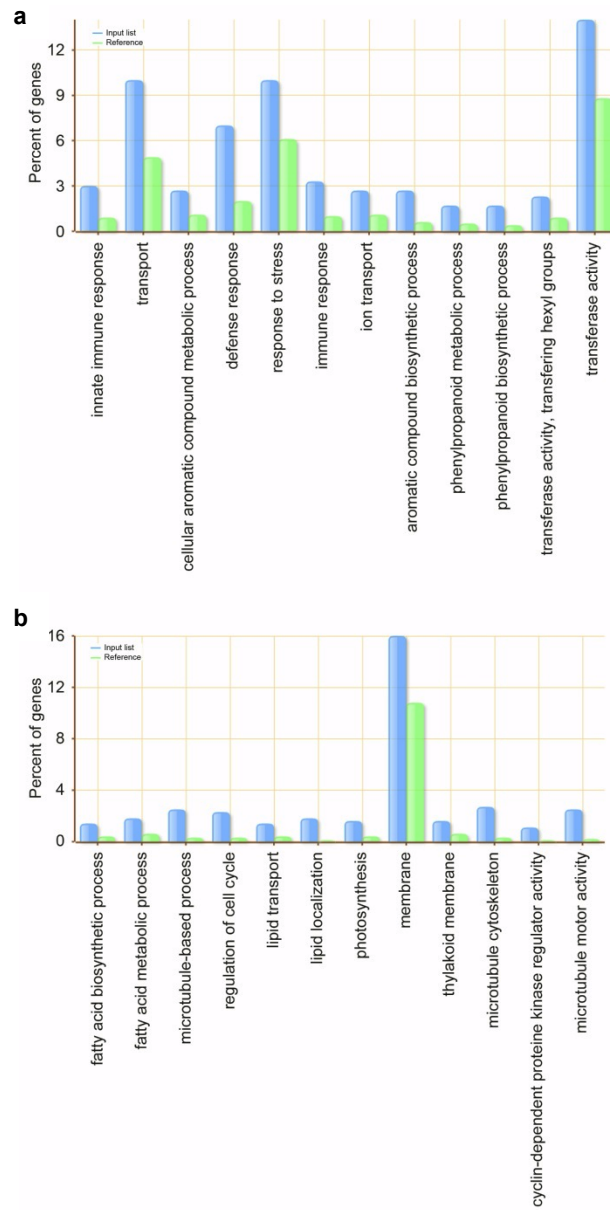 a
Input list
Reference
Percent of genes
12
9
6
3
0
innate immune response
transport
cellular aromatic compound metabolic process
defense response
response to stress
immune response
ion transport
aromatic compound biosynthetic process
phenylpropanoid metabolic process
phenylpropanoid biosynthetic process
transferase activity, transfering hexyl groups
transferase activity
b
Input list
Reference
Percent of genes
16
12
8
4
0
fatty acid biosynthetic process
fatty acid metabolic process
microtubule-based process
regulation of cell cycle
lipid transport
lipid localization
photosynthesis
membrane
thylakoid membrane
microtubule cytoskeleton
cyclin-dependent proteine kinase regulator activity
microtubule motor activity